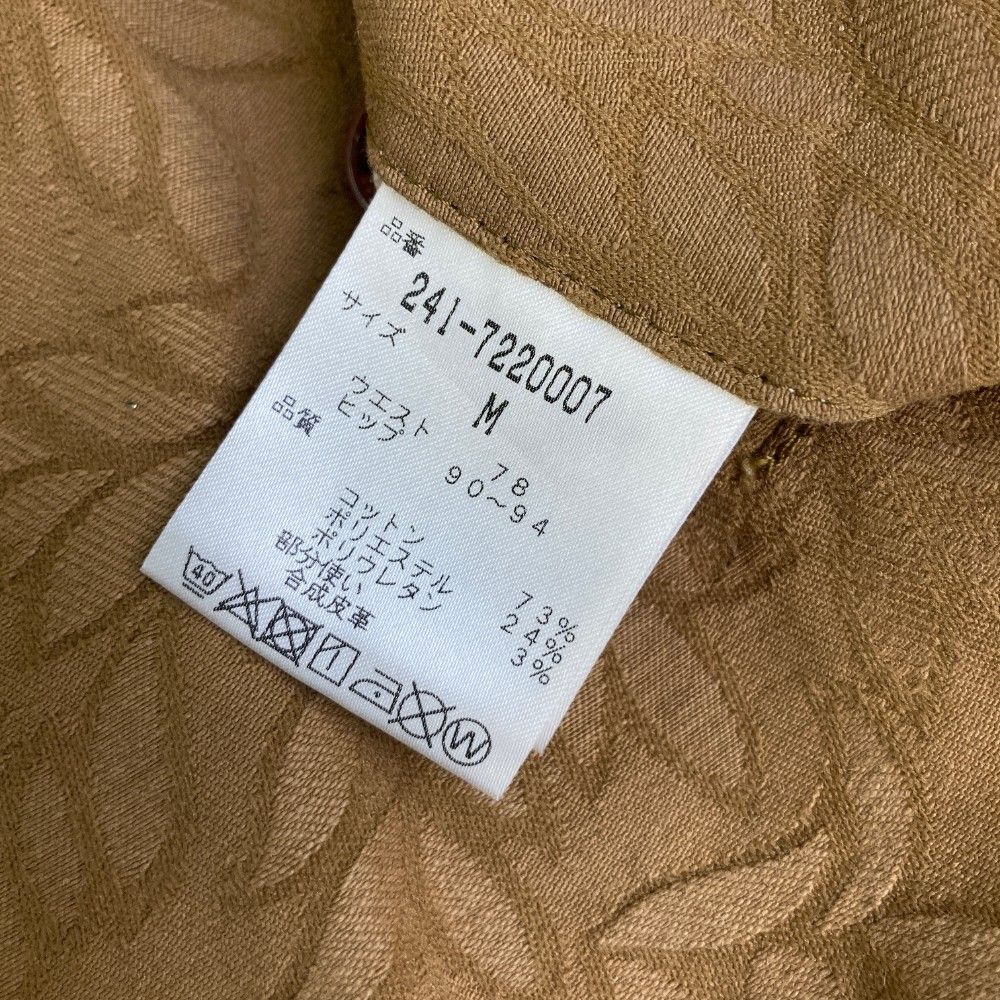 品番
241-7220007
サイズ
M
ウエスト 78
ヒップ 90～94
品質
コットン 73%
ポリエステル 24%
ポリウレタン 3%
部分使い
合成皮革
40
W